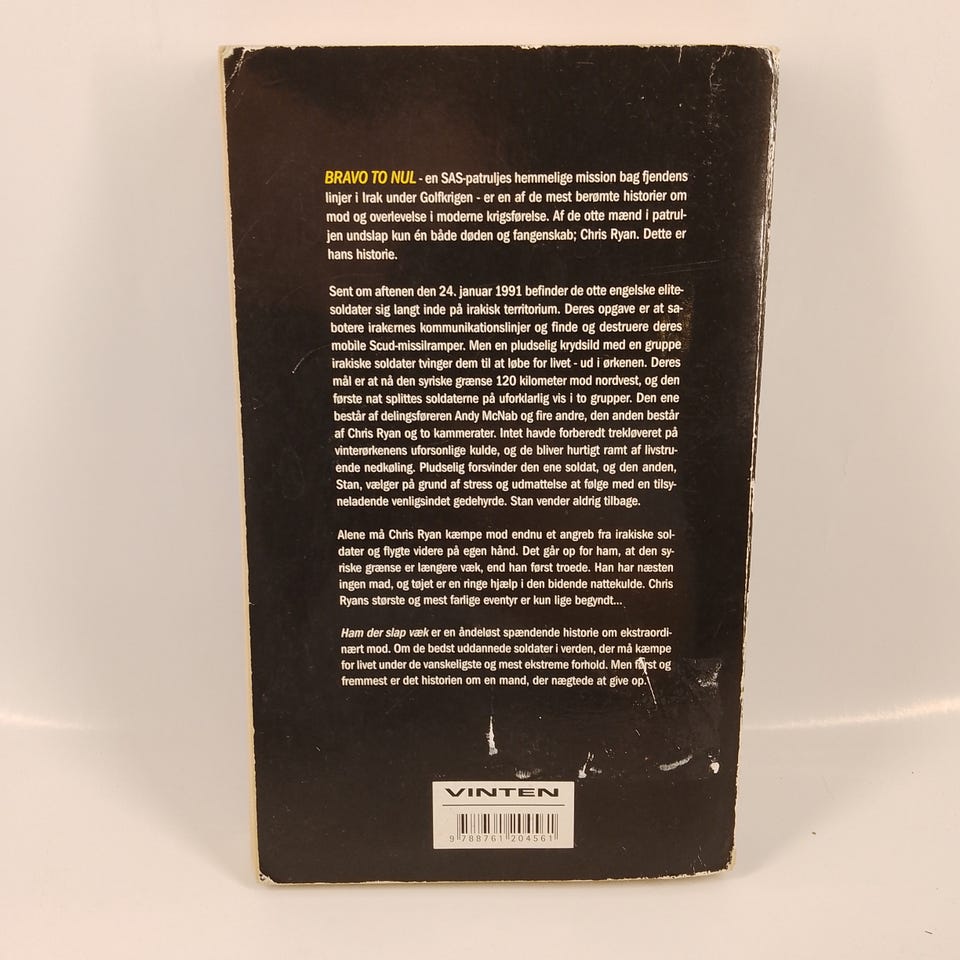 BRAVO TO NUL - en SAS-patruljes hemmelige mission bag fjendens
linjer i Irak under Golfkrigen - er en af de mest berømte historier om
mod og overlevelse i moderne krigsførelse. Af de otte mænd i patrul-
jen undslap kun én både døden og fangenskab; Chris Ryan. Dette er
hans historie.
Sent om aftenen den 24. januar 1991 befinder de otte engelske elite-
soldater sig langt inde på irakisk territorium. Deres opgave er at sa-
botere irakernes kommunikationslinjer og finde og destruere deres
mobile Scud-missilramper. Men en pludselig krydsild med en gruppe
irakiske soldater tvinger dem til at løbe for livet - ud i ørkenen. Deres
mål er at nå den syriske grænse 120 kilometer mod nordvest, og den
første nat splittes soldaterne på uforklarlig vis i to grupper. Den ene
består af delingsføreren Andy McNab og fire andre, den anden består
af Chris Ryan og to kammerater. Intet havde forberedt trekløveret på
vinterørkenens uforsonlige kulde, og de bliver hurtigt ramt af livstru-
ende nedkøling. Pludselig forsvinder den ene soldat, og den anden,
Stan, vælger på grund af stress og udmattelse at følge med en tilsy-
neladende venligsindet gedehyrde. Stan vender aldrig tilbage.
Alene må Chris Ryan kæmpe mod endnu et angreb fra irakiske sol-
dater og flygte videre på egen hånd. Det går op for ham, at den sy-
riske grænse er længere væk, end han først troede. Han har næsten
ingen mad, og tøjet er en ringe hjælp i den bidende nattekulde. Chris
Ryans største og mest farlige eventyr er kun lige begyndt...
Ham der slap væk er en åndeløst spændende historie om ekstraordi-
nært mod. Om de bedst uddannede soldater i verden, der må kæmpe
for livet under de vanskeligste og mest ekstreme forhold. Men først og
fremmest er det historien om en mand, der nægtede at give op.
VINTEN
9 788761 204561